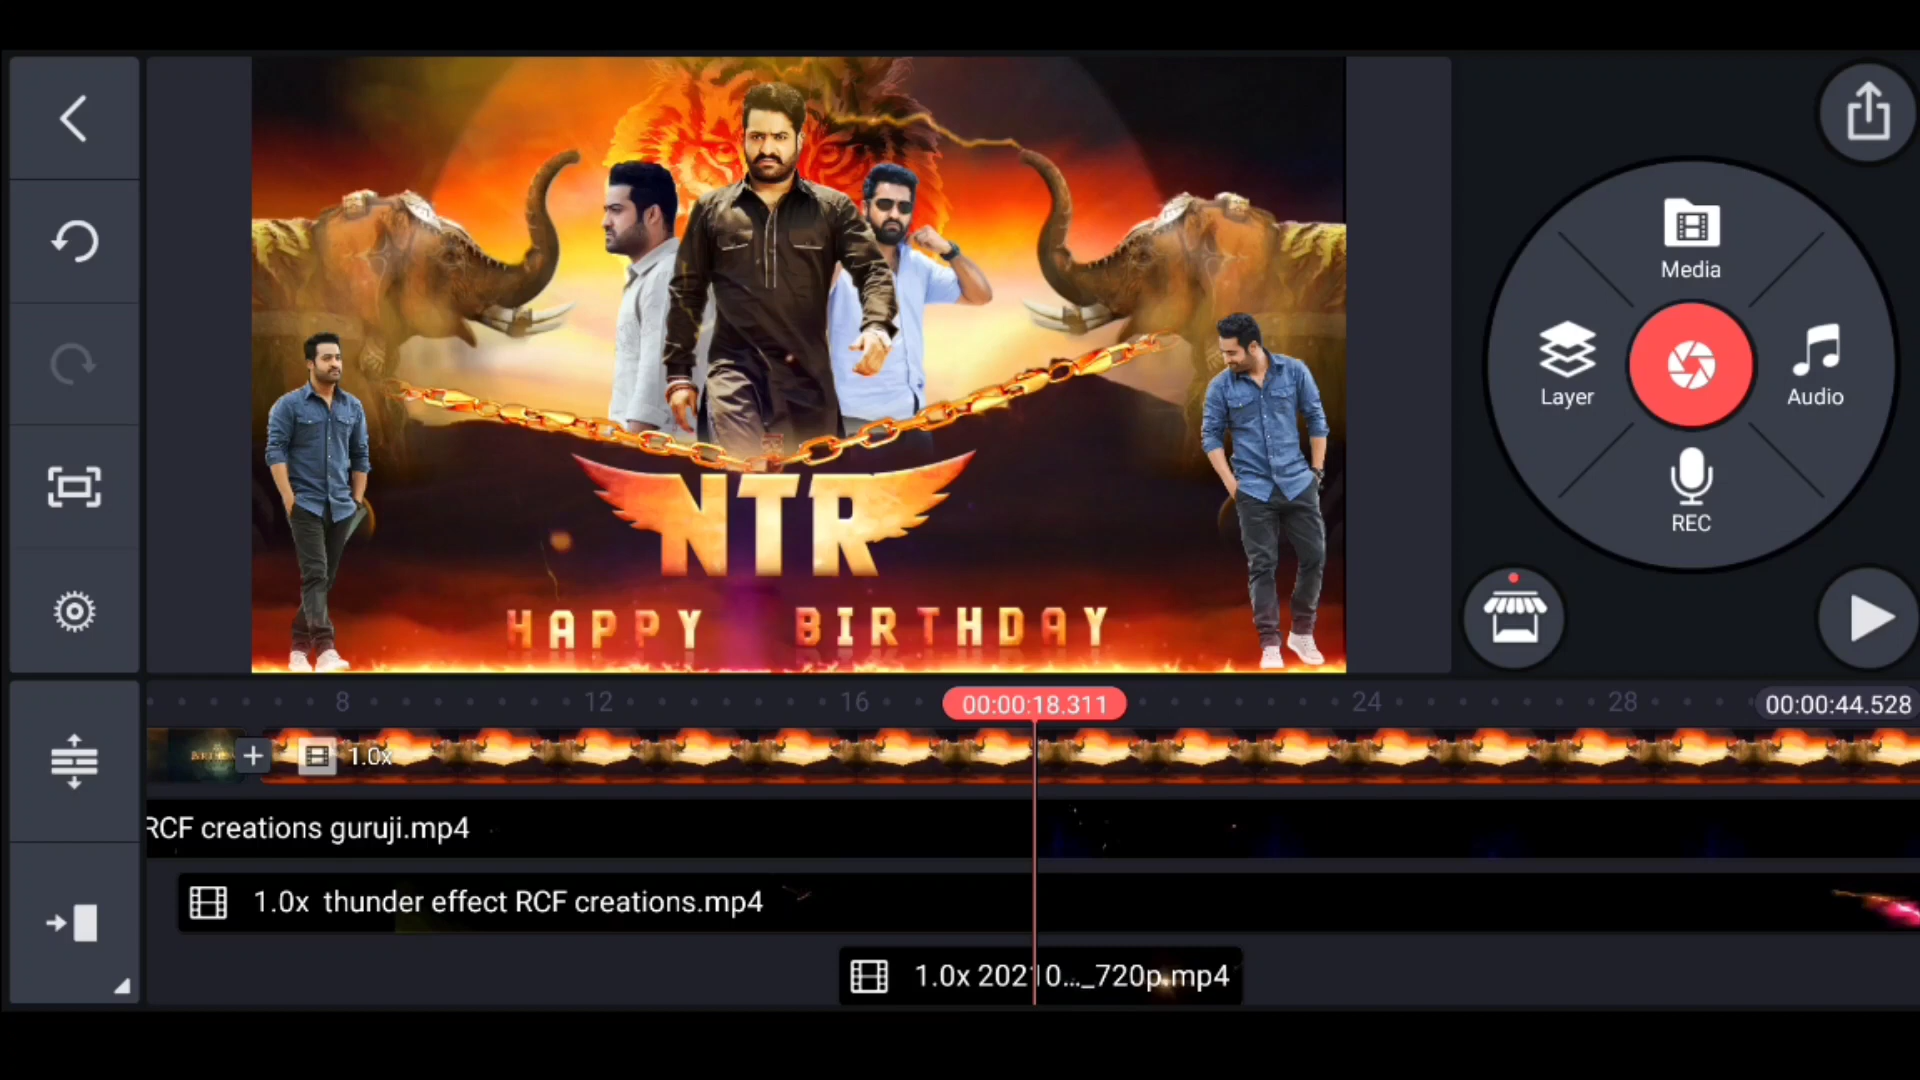 Media
Layer
Audio
REC
NTR
HAPPY BIRTHDAY
8
12
16
00:00:18.311
24
28
00:00:44.528
1.0x
RCF creations guruji.mp4
1.0x thunder effect RCF creations.mp4
1.0x 20210..._720p.mp4